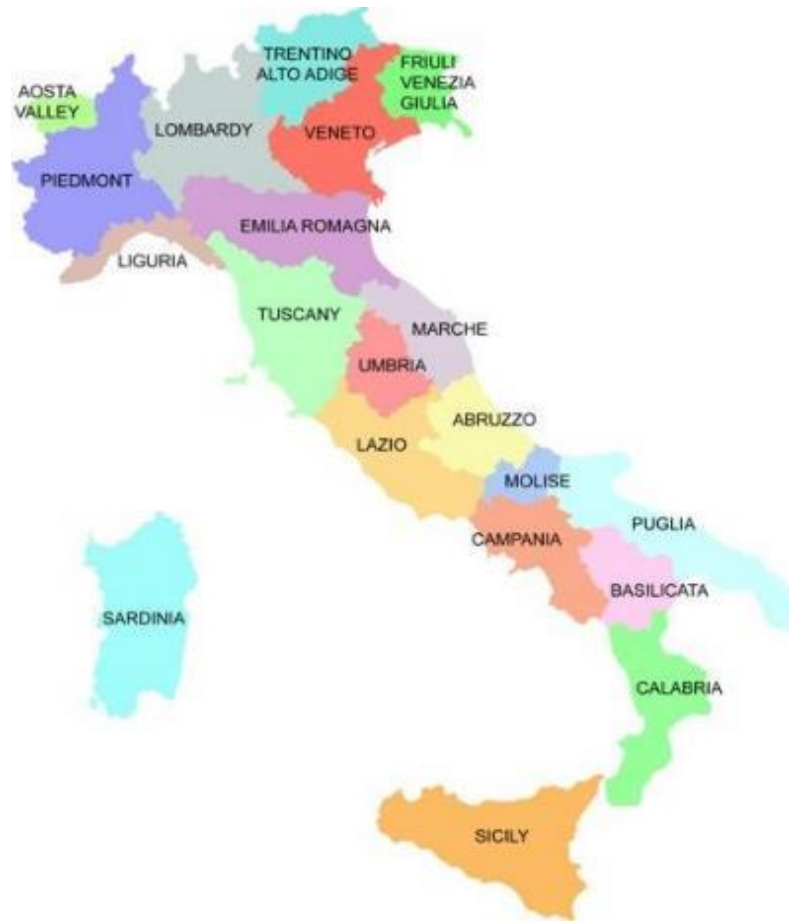 TRENTINO
ALTO ADIGE
FRIULI
VENEZIA
GIULIA
AOSTA
VALLEY
LOMBARDY
VENETO
PIEDMONT
EMILIA ROMAGNA
LIGURIA
TUSCANY
MARCHE
UMBRIA
ABRUZZO
LAZIO
MOLISE
PUGLIA
CAMPANIA
BASILICATA
SARDINIA
CALABRIA
SICILY